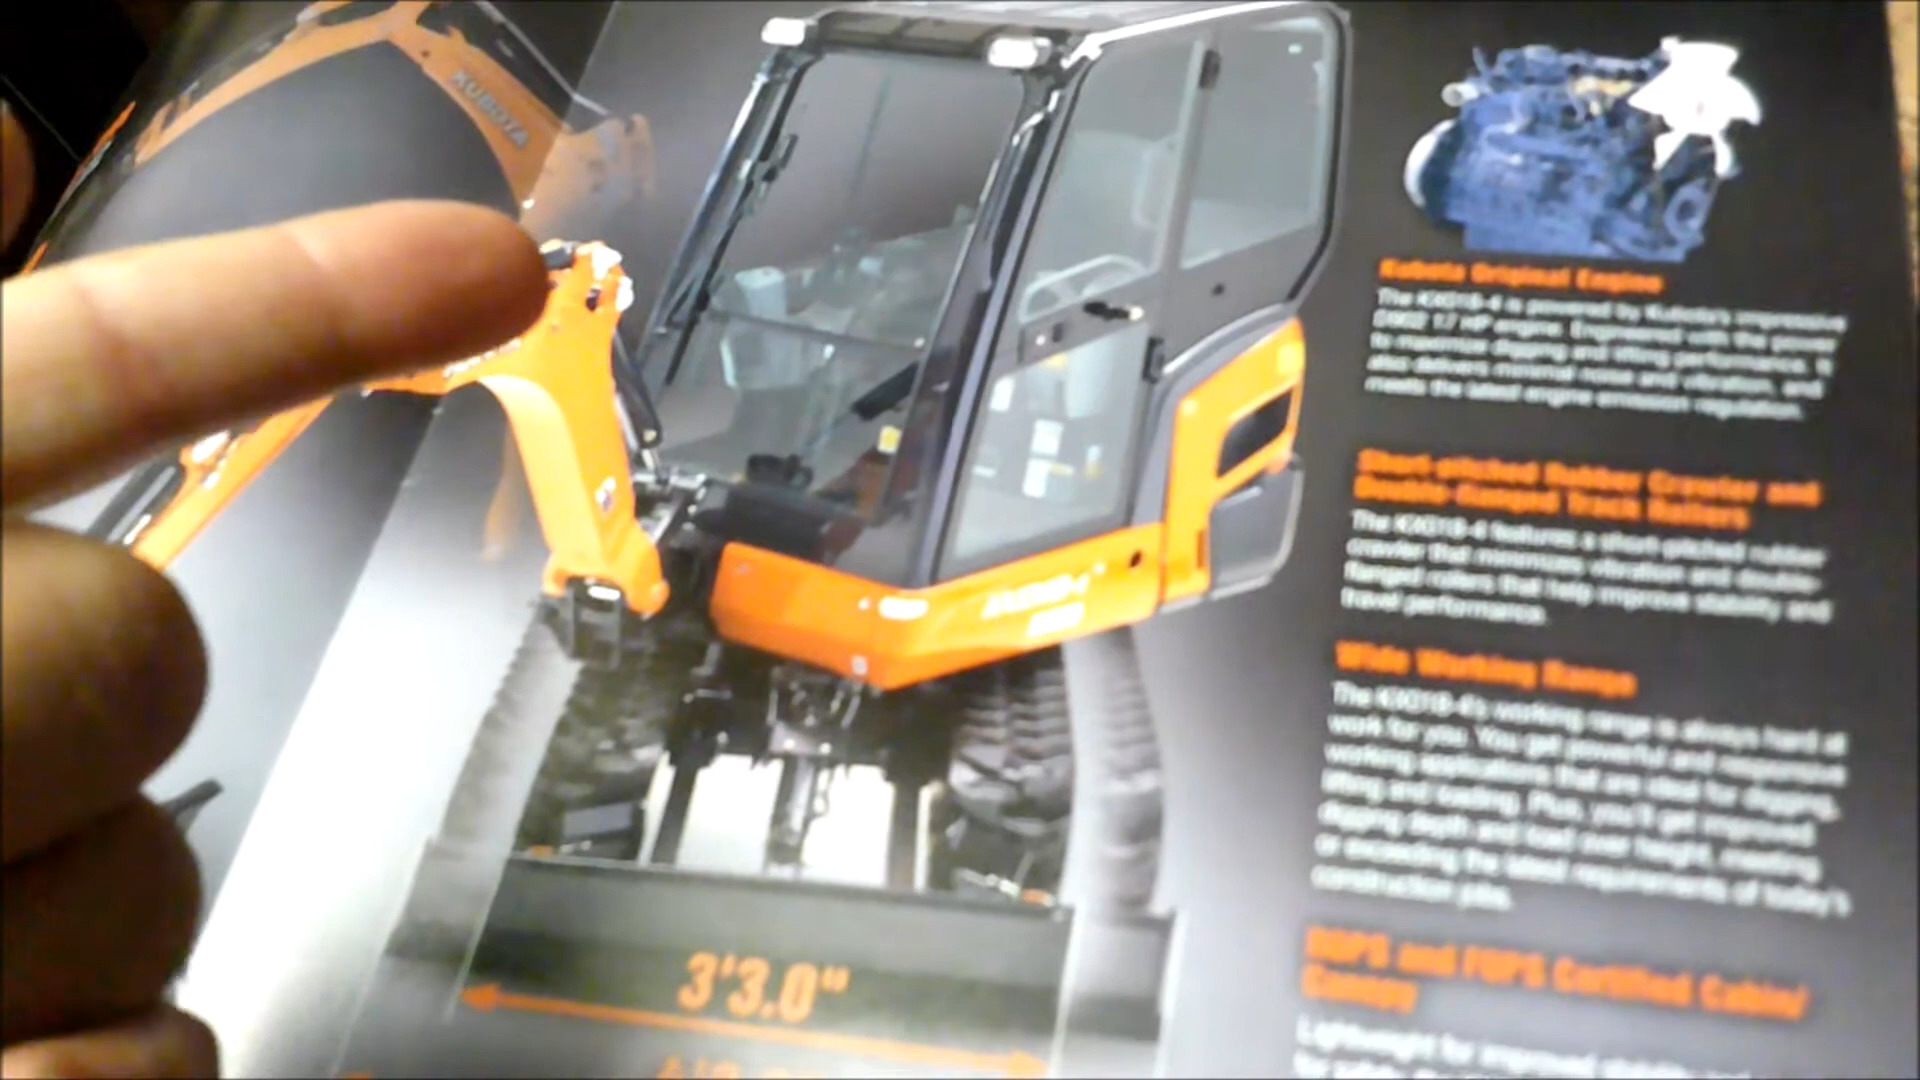 KUBOTA
3'3.0"
Kubota Original Engine
The KX018-4 is powered by Kubota's impressive
D902 17 HP engine. Engineered with the power
to maximize digging and lifting performance. It
also delivers minimal noise and vibration, and
meets the latest engine emission regulation.
Short-pitched Rubber Crawler and
Double-flanged Track Rollers
The KX018-4 features a short-pitched rubber
crawler that minimizes vibration and double-
flanged rollers that help improve stability and
travel performance.
Wide Working Range
The KX018-4's working range is always hard at
work for you. You get powerful and responsive
working applications that are ideal for digging,
lifting and loading. Plus, you'll get improved
digging depth and load over height, meeting
or exceeding the latest requirements of today's
construction jobs.
ROPS and FOPS Certified Cabin/
Canopy
Lightweight for improved